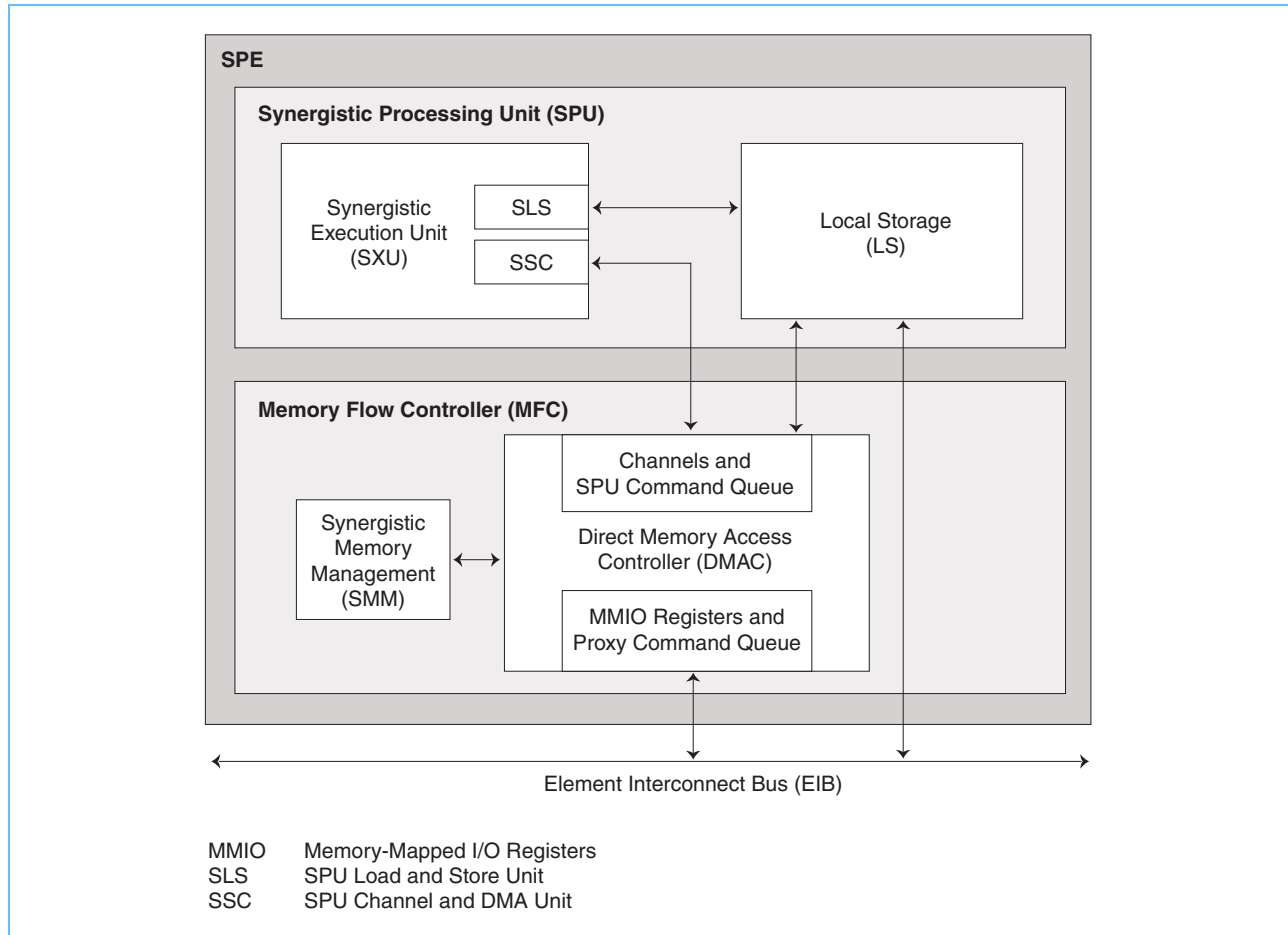 SPE
Synergistic Processing Unit (SPU)
Synergistic
Execution Unit
(SXU)
SLS
SSC
Local Storage
(LS)
Memory Flow Controller (MFC)
Channels and
SPU Command Queue
Synergistic
Memory
Management
(SMM)
Direct Memory Access
Controller (DMAC)
MMIO Registers and
Proxy Command Queue
Element Interconnect Bus (EIB)
MMIO Memory-Mapped I/O Registers
SLS SPU Load and Store Unit
SSC SPU Channel and DMA Unit